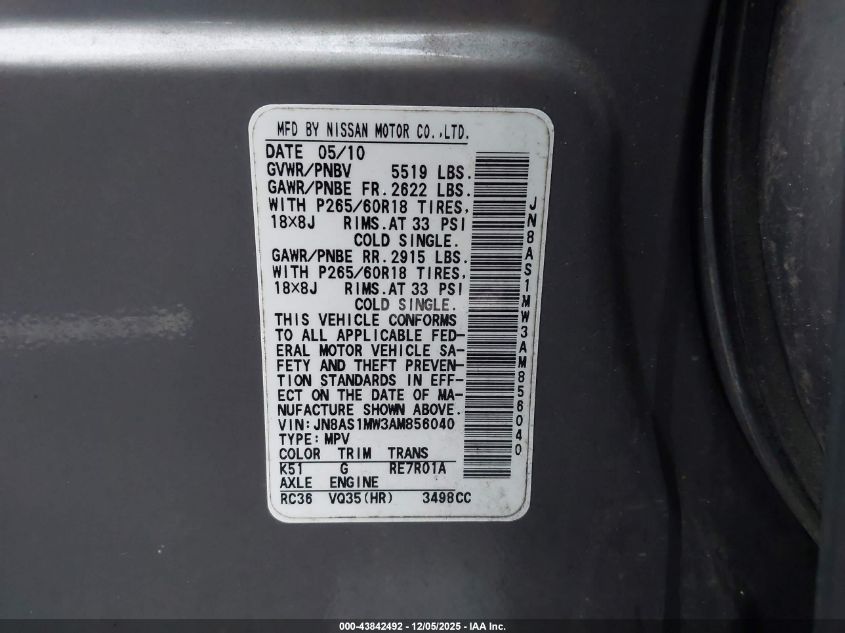 MFD BY NISSAN MOTOR CO.,LTD.
DATE 05/10
GVWR/PNBV 5519 LBS.
GAWR/PNBE FR. 2622 LBS.
WITH P265/60R18 TIRES,
18X8J RIMS.AT 33 PSI
COLD SINGLE.
GAWR/PNBE RR. 2915 LBS.
WITH P265/60R18 TIRES,
18X8J RIMS.AT 33 PSI
COLD SINGLE.
THIS VEHICLE CONFORMS
TO ALL APPLICABLE FED-
ERAL MOTOR VEHICLE SA-
FETY AND THEFT PREVEN-
TION STANDARDS IN EFF-
ECT ON THE DATE OF MA-
NUFACTURE SHOWN ABOVE.
VIN:JN8AS1MW3AM856040
TYPE:MPV
COLOR TRIM TRANS
K51 G RE7R01A
AXLE ENGINE
RC36 VQ35(HR) 3498CC
JN8AS1MW3AM856040
000-43842492 - 12/05/2025 - IAA Inc.